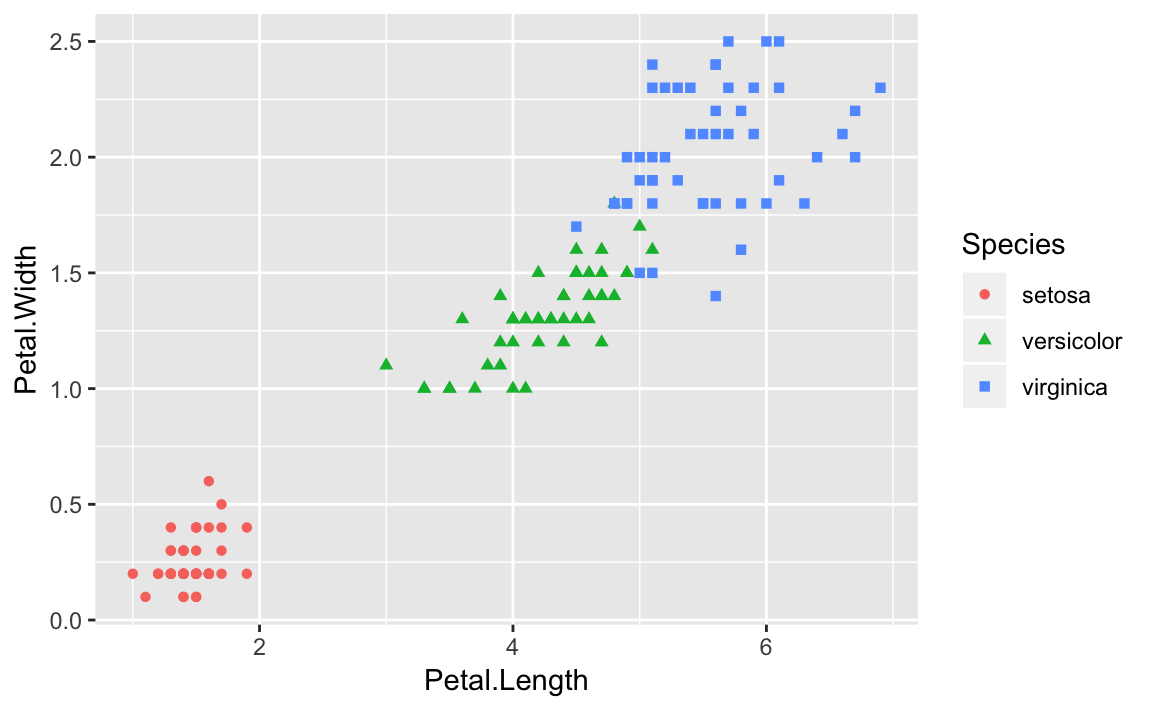 2.5
2.0
1.5
1.0
0.5
0.0
Petal.Width
2 4 6
Petal.Length
Species
setosa
versicolor
virginica